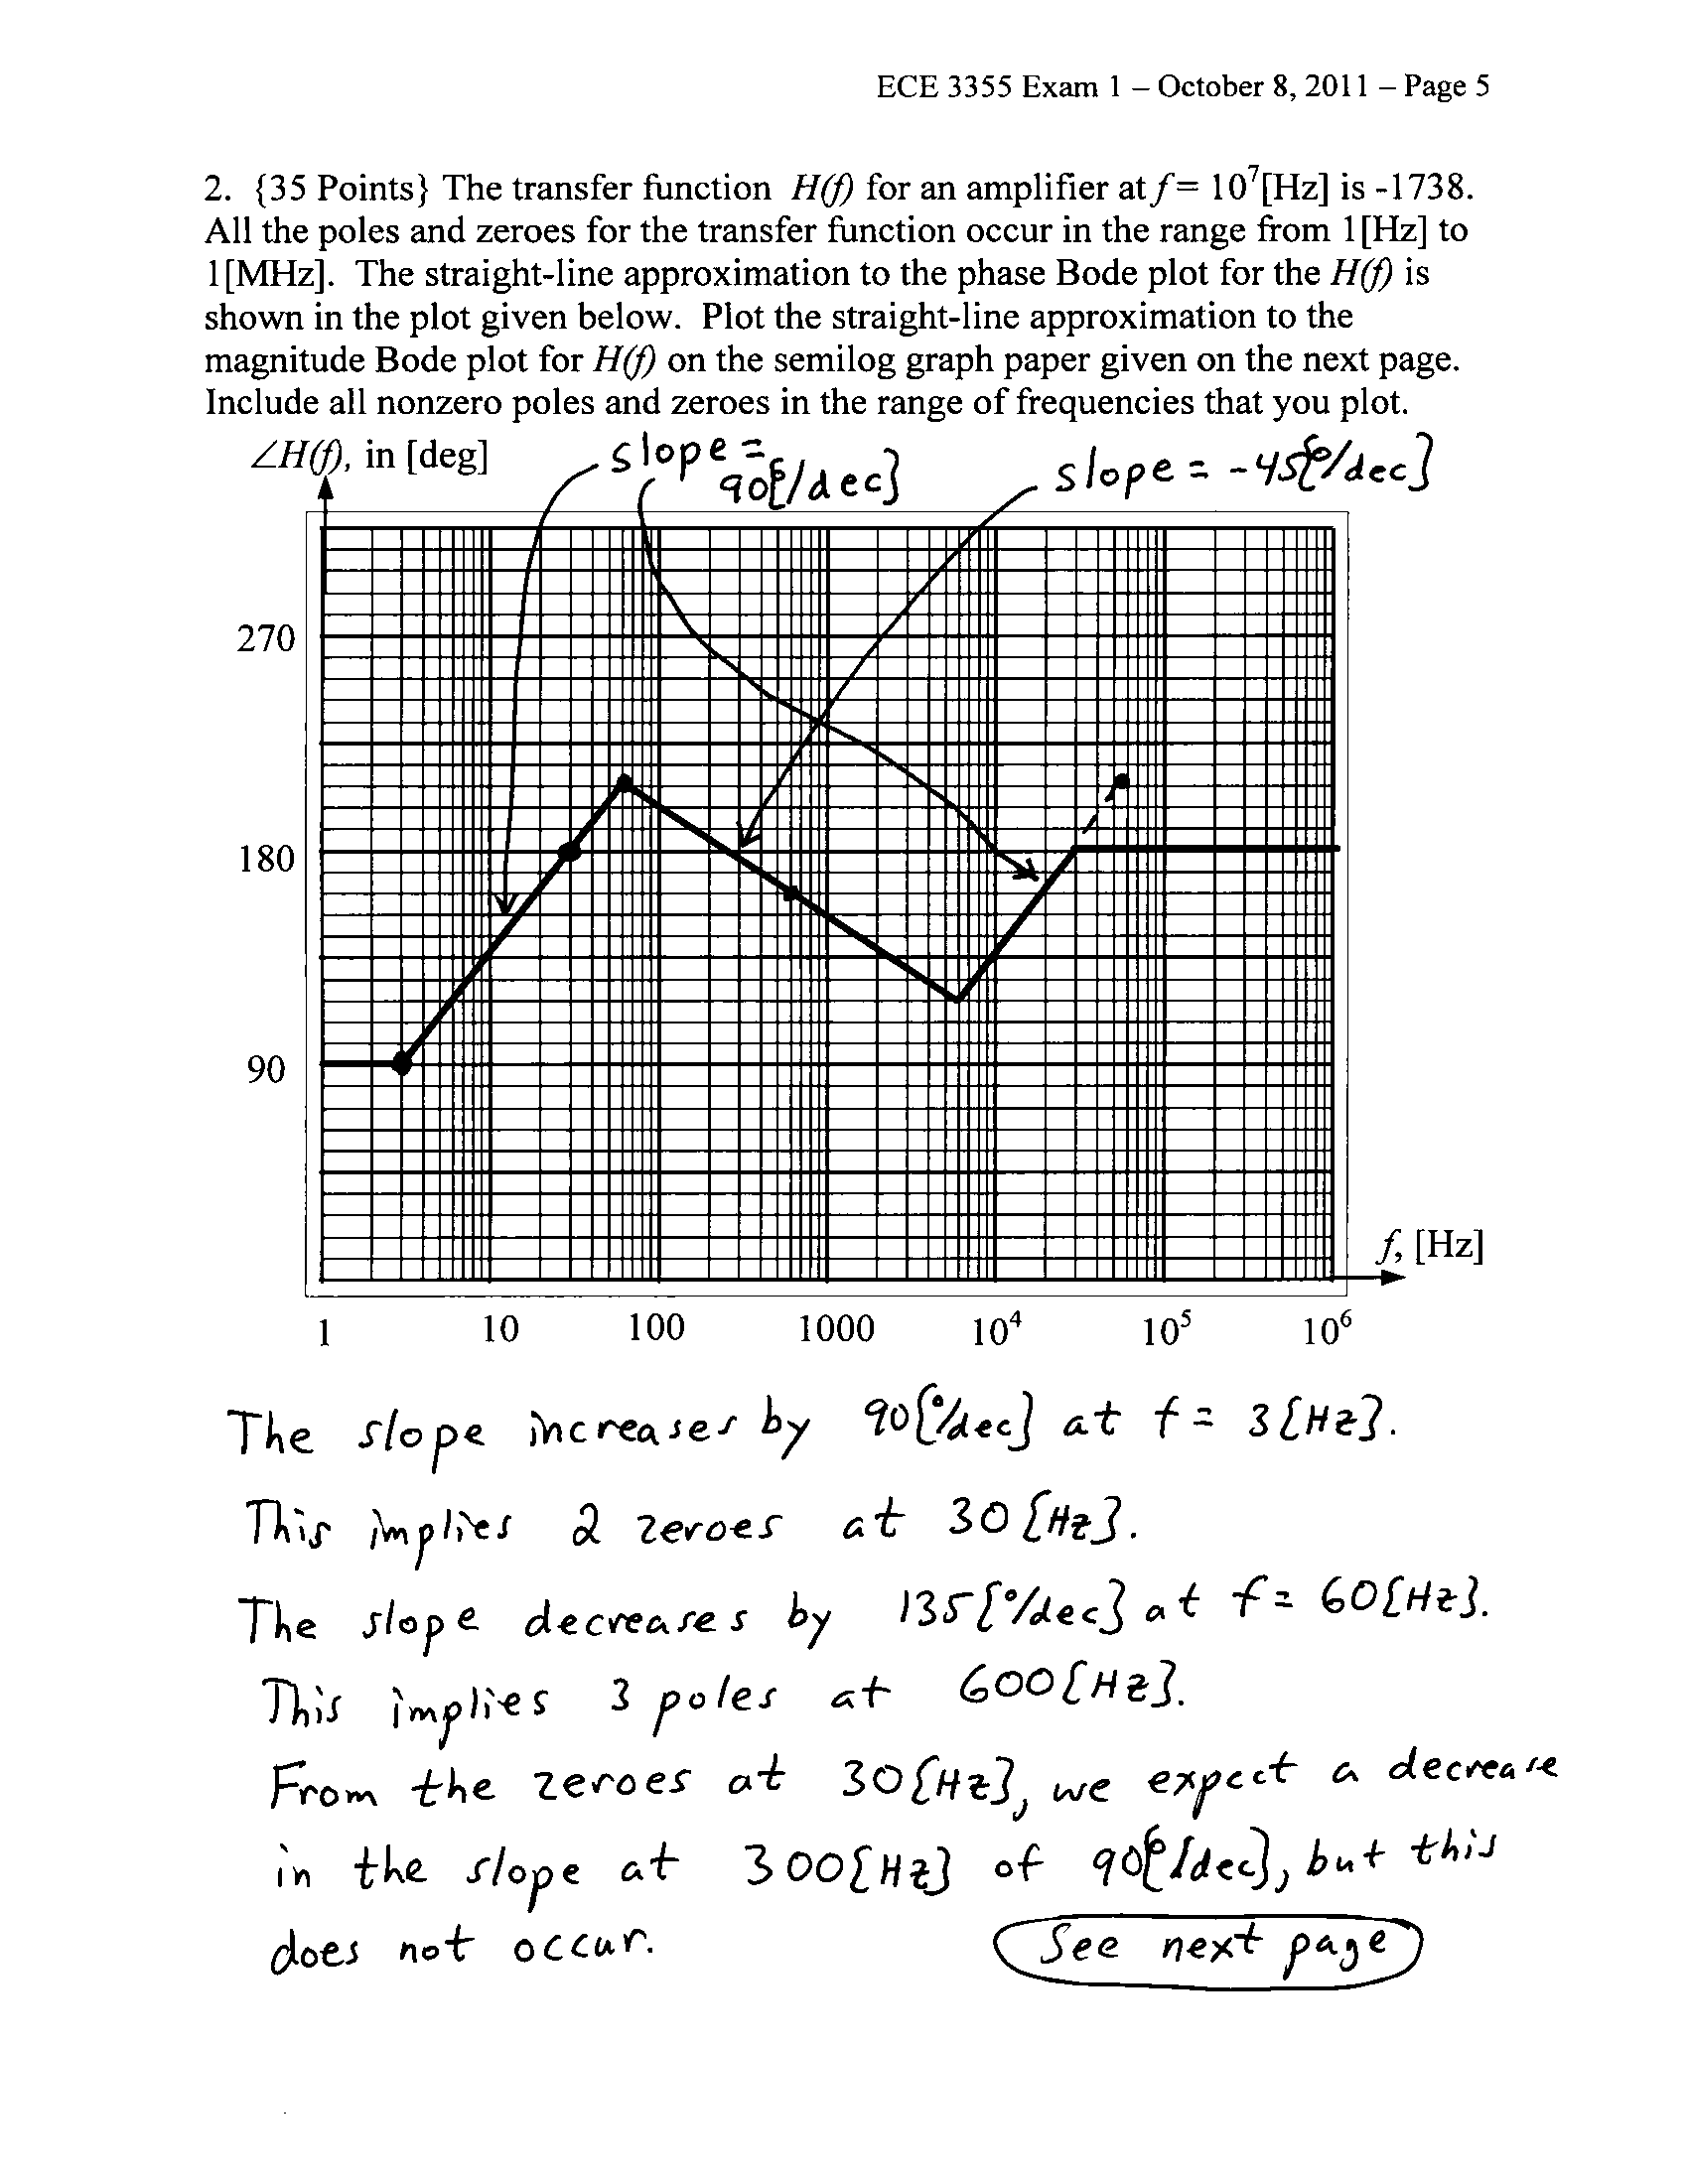 ECE 3355 Exam 1 – October 8, 2011 – Page 5
2. {35 Points} The transfer function H(f) for an amplifier at f= 10⁷[Hz] is -1738.
All the poles and zeroes for the transfer function occur in the range from 1[Hz] to
1[MHz]. The straight-line approximation to the phase Bode plot for the H(f) is
shown in the plot given below. Plot the straight-line approximation to the
magnitude Bode plot for H(f) on the semilog graph paper given on the next page.
Include all nonzero poles and zeroes in the range of frequencies that you plot.
∠H(f), in [deg]
slope =
90[°/dec]
slope = -45[°/dec]
270
180
90
f, [Hz]
1 10 100 1000 10⁴ 10⁵ 10⁶
The slope increases by 90[°/dec] at f = 3[Hz].
This implies 2 zeroes at 30[Hz].
The slope decreases by 135[°/dec] at f = 60[Hz].
This implies 3 poles at 600[Hz].
From the zeroes at 30[Hz], we expect a decrease
in the slope at 300[Hz] of 90[°/dec], but this
does not occur.
See next page